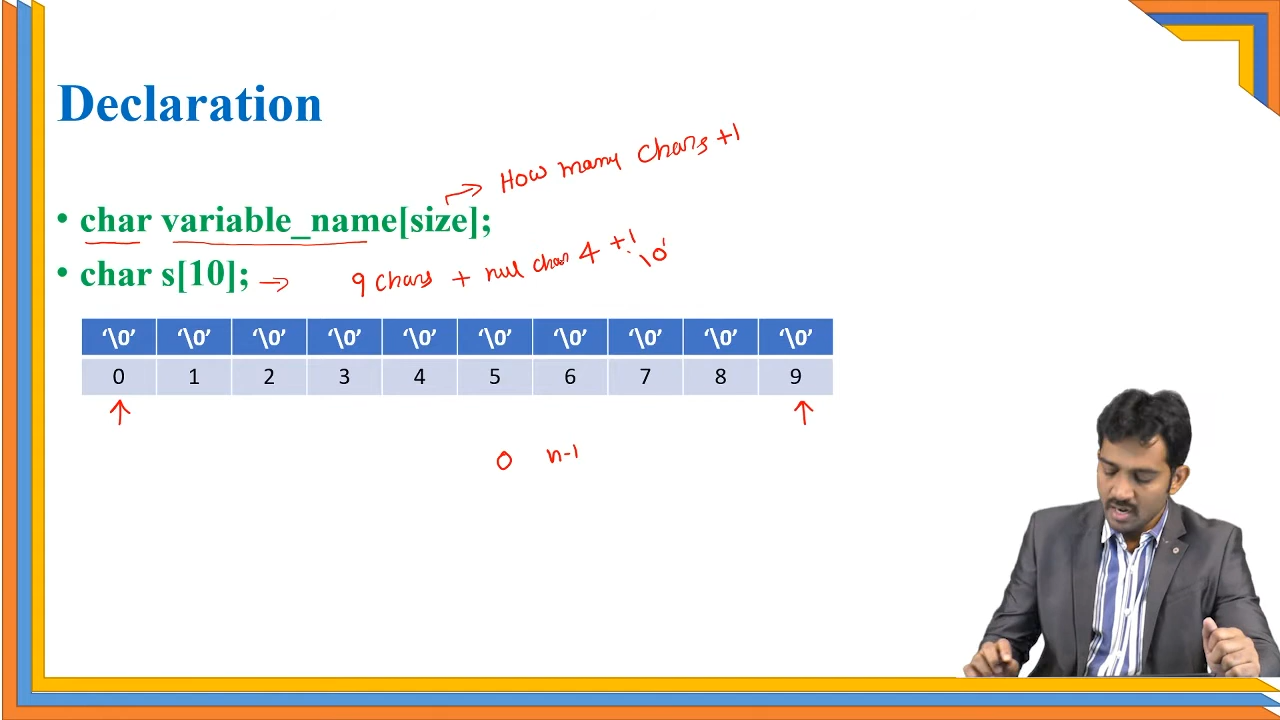 Declaration
How many chars +1
• char variable_name[size];
• char s[10]; → 9 chars + nul char 4 +1 '\0'
'\0' '\0' '\0' '\0' '\0' '\0' '\0' '\0' '\0' '\0'
0 1 2 3 4 5 6 7 8 9
0 n-1